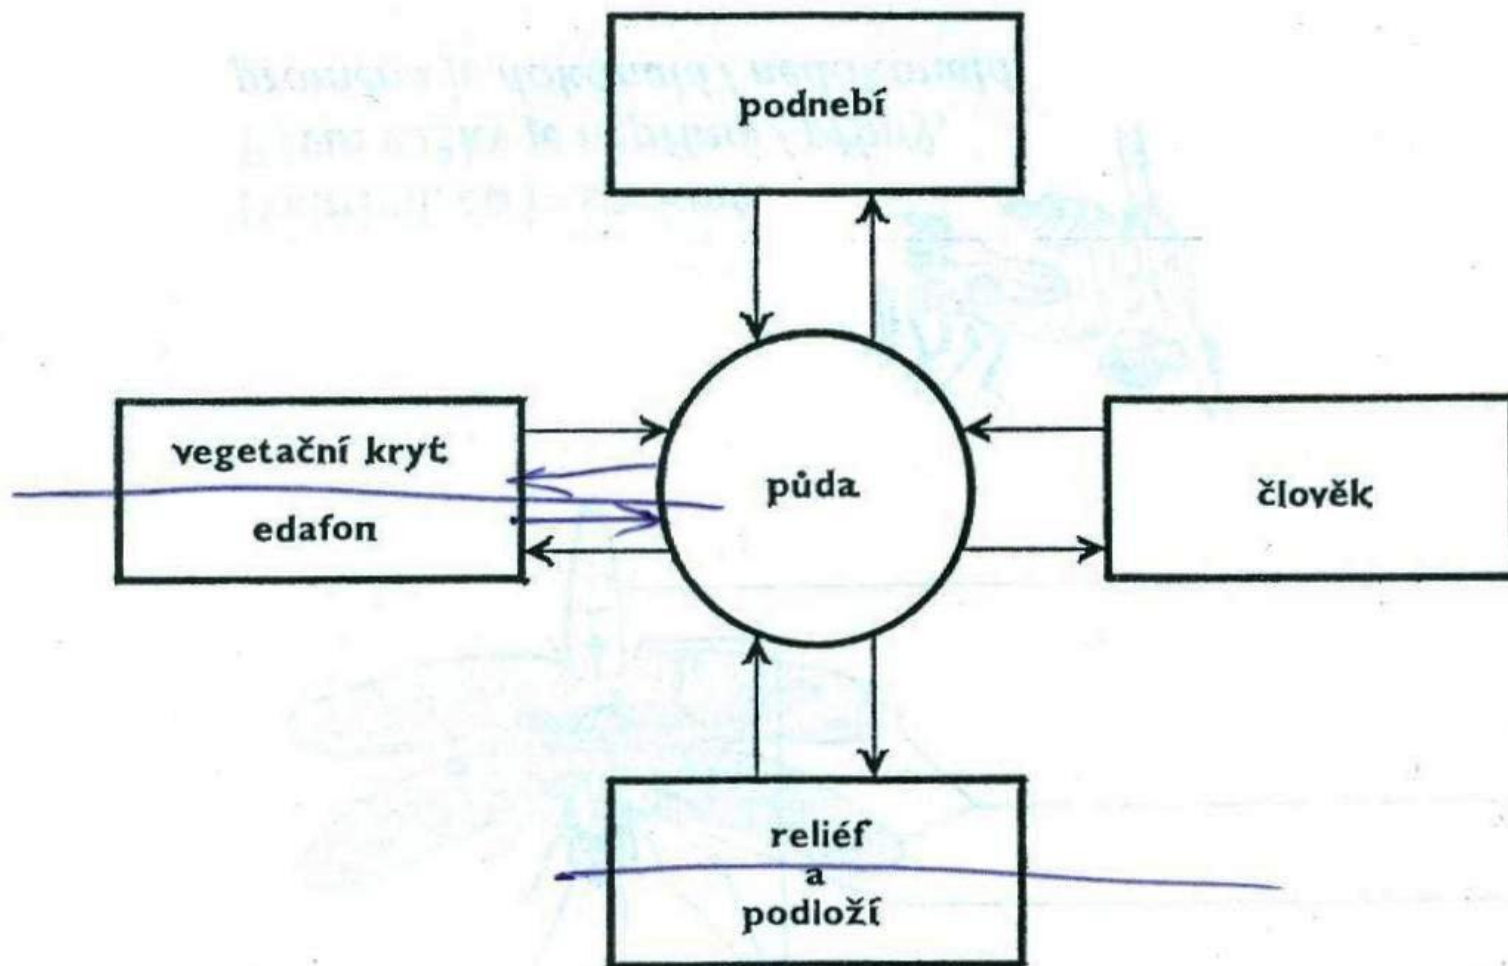 podnebí
vegetační kryt
edafon
půda
člověk
reliéf
a
podloží